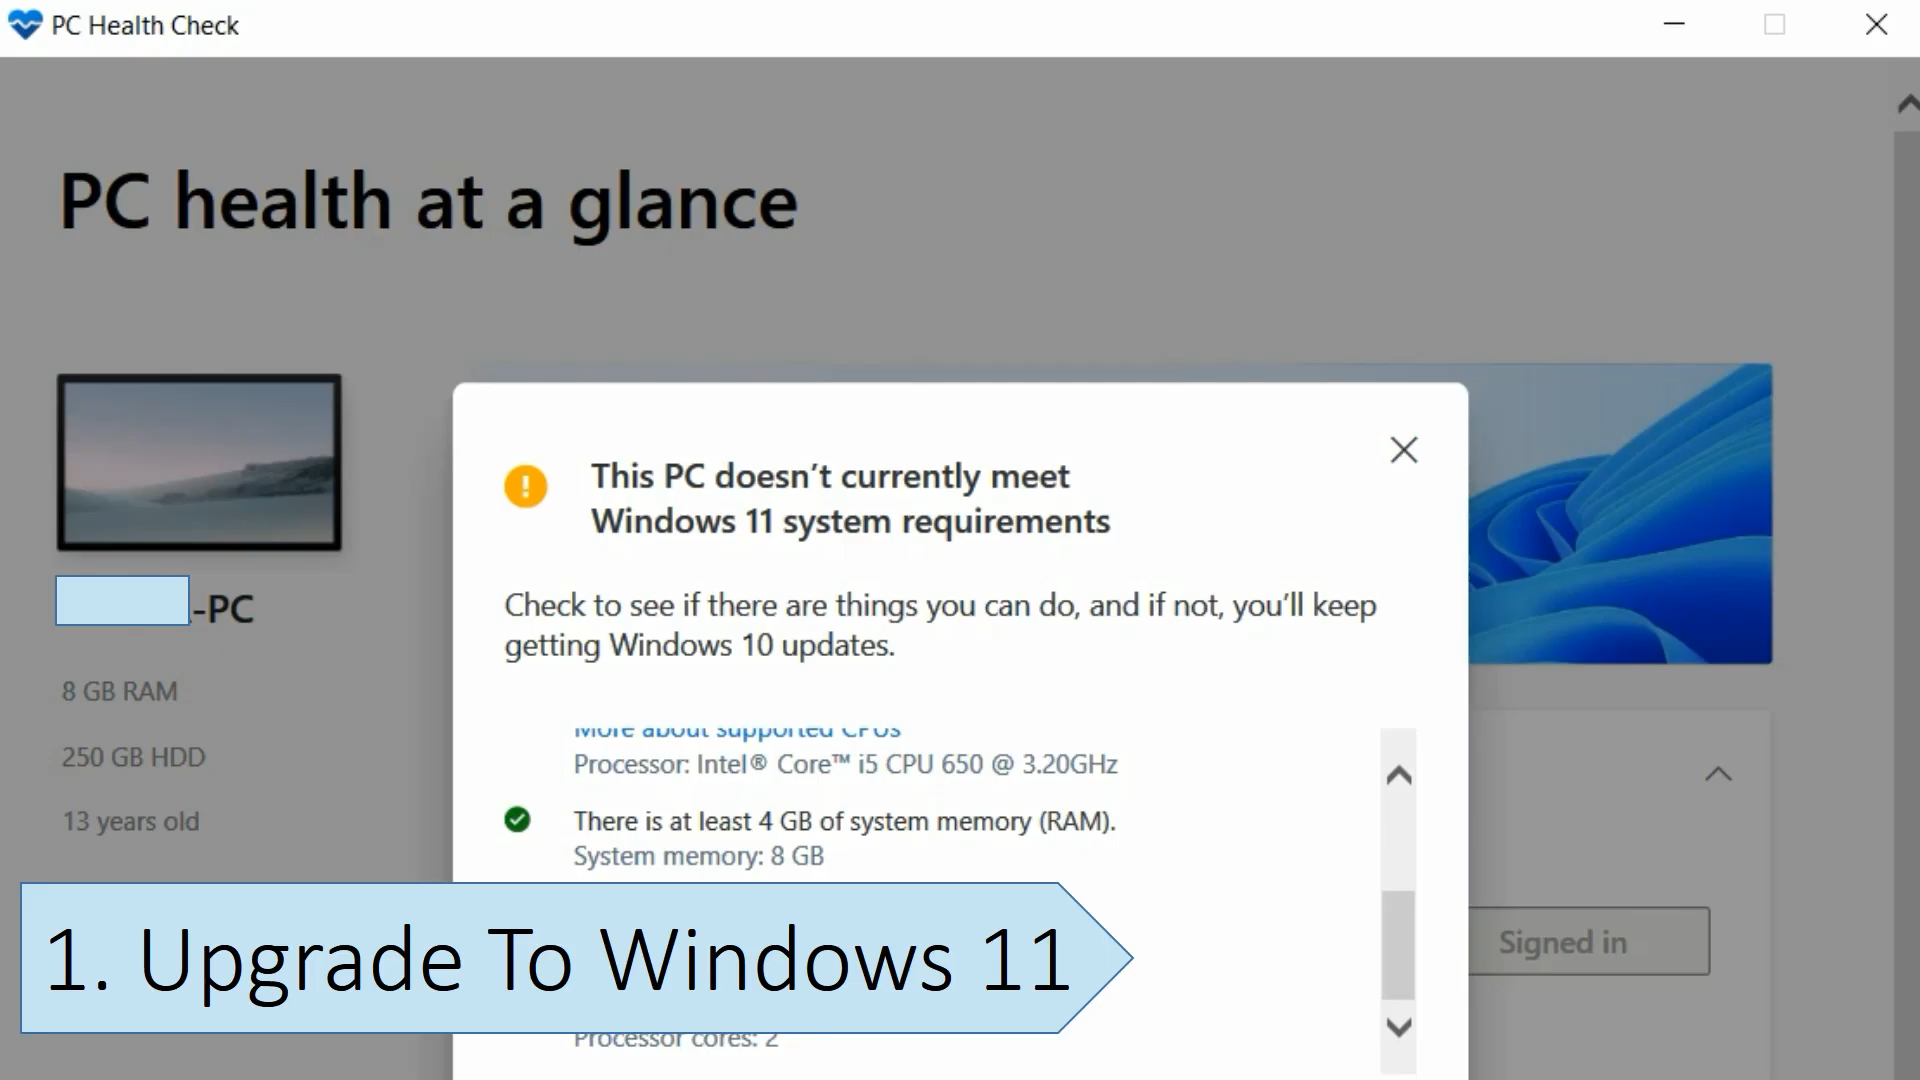 PC Health Check
PC health at a glance
This PC doesn’t currently meet
Windows 11 system requirements
Check to see if there are things you can do, and if not, you’ll keep
getting Windows 10 updates.
-PC
8 GB RAM
250 GB HDD
13 years old
More about supported CPUs
Processor: Intel® Core™ i5 CPU 650 @ 3.20GHz
There is at least 4 GB of system memory (RAM).
System memory: 8 GB
Signed in
1. Upgrade To Windows 11
Processor cores: 2